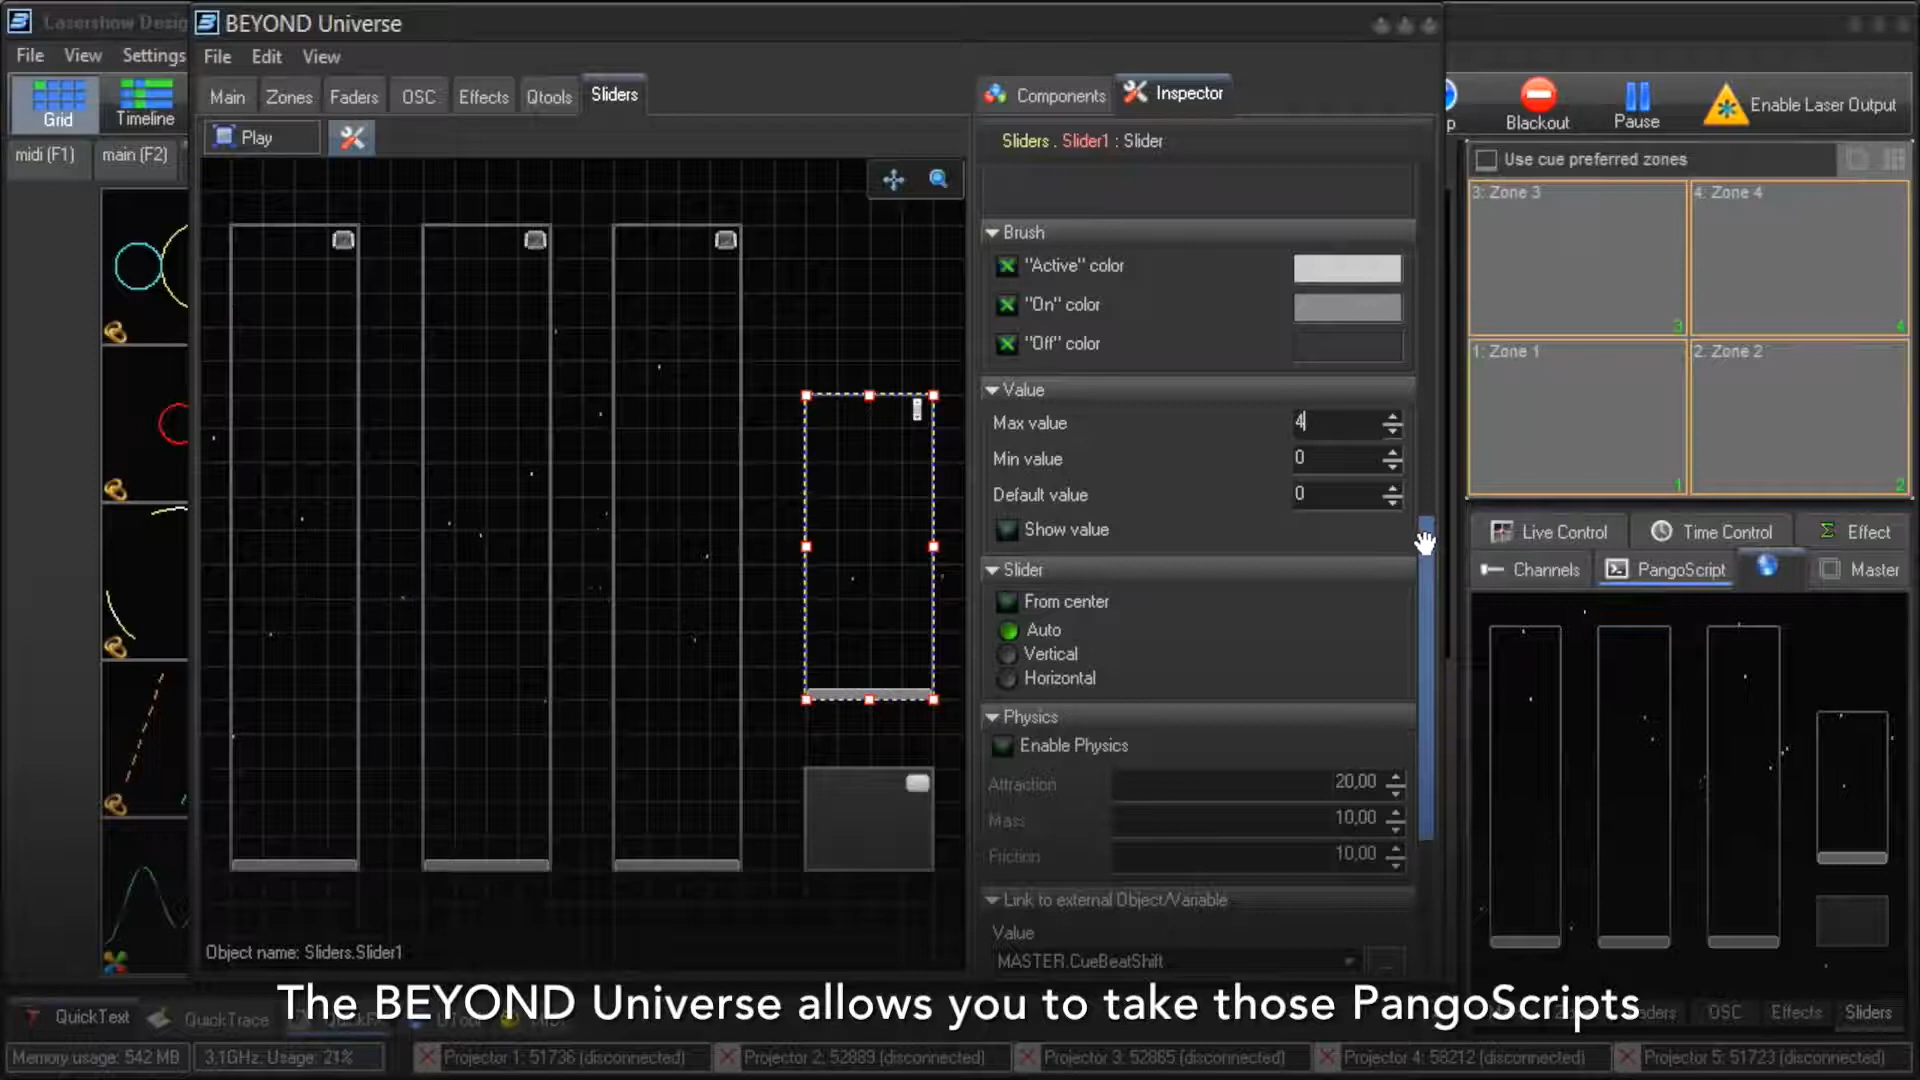 Lasershow Desig
BEYOND Universe
File View Settings
File Edit View
Grid
Timeline
Main Zones Faders OSC Effects Qtools Sliders
Components
Inspector
Blackout
Pause
Enable Laser Output
midi (F1)
main (F2)
Play
Sliders . Slider1 : Slider
Use cue preferred zones
3: Zone 3
4: Zone 4
3
4
1: Zone 1
2: Zone 2
1
2
Brush
"Active" color
"On" color
"Off" color
Value
Max value 4
Min value 0
Default value 0
Show value
Slider
From center
Auto
Vertical
Horizontal
Physics
Enable Physics
Attraction 20,00
Mass 10,00
Friction 10,00
Link to external Object/Variable
Value
MASTER.CueBeatShift
Live Control
Time Control
Effect
Channels
PangoScript
Master
Object name: Sliders.Slider1
The BEYOND Universe allows you to take those PangoScripts
QuickText
QuickTrace
OSC
Effects
Sliders
Memory usage: 542 MB
3,1GHz, Usage: 21%
Projector 1: 51736 (disconnected)
Projector 2: 52889 (disconnected)
Projector 3: 52865 (disconnected)
Projector 4: 58212 (disconnected)
Projector 5: 51723 (disconnected)